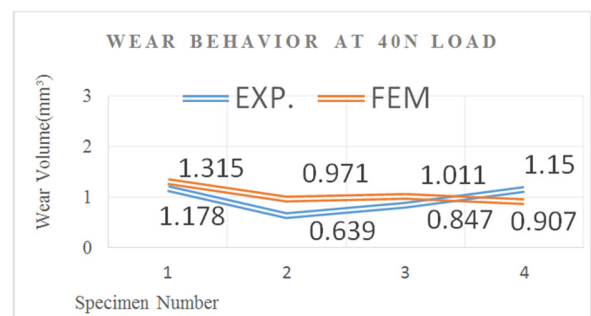 WEAR BEHAVIOR AT 40N LOAD
Wear Volume(mm³)
3
EXP. FEM
2
1.315 0.971 1.011 1.15
1
1.178 0.639 0.847 0.907
0
1 2 3 4
Specimen Number